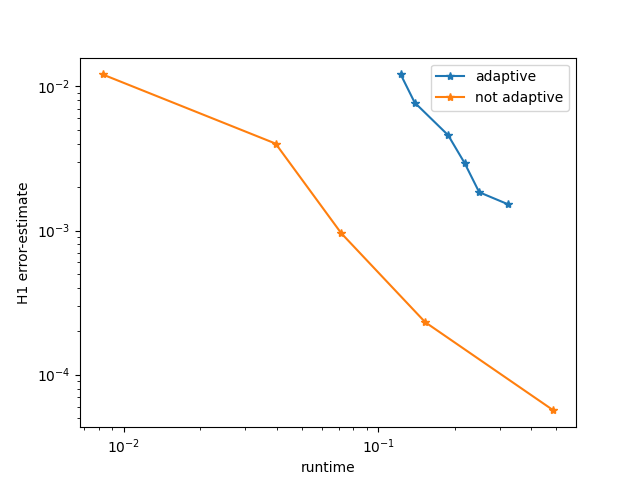 adaptive
not adaptive
10⁻²
10⁻³
10⁻⁴
H1 error-estimate
10⁻²
10⁻¹
runtime